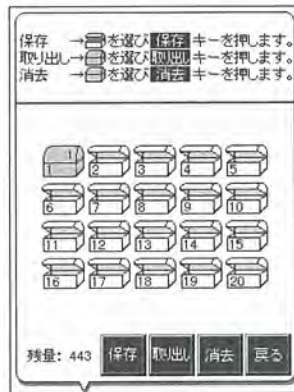 保存　→を選び 保存 キーを押します。
取り出し→を選び 取出し キーを押します。
消去　→を選び 消去 キーを押します。
1 1 2 3 4 5
6 7 8 9 10
11 12 13 14 15
16 17 18 19 20
残量: 443 保存 取出し 消去 戻る